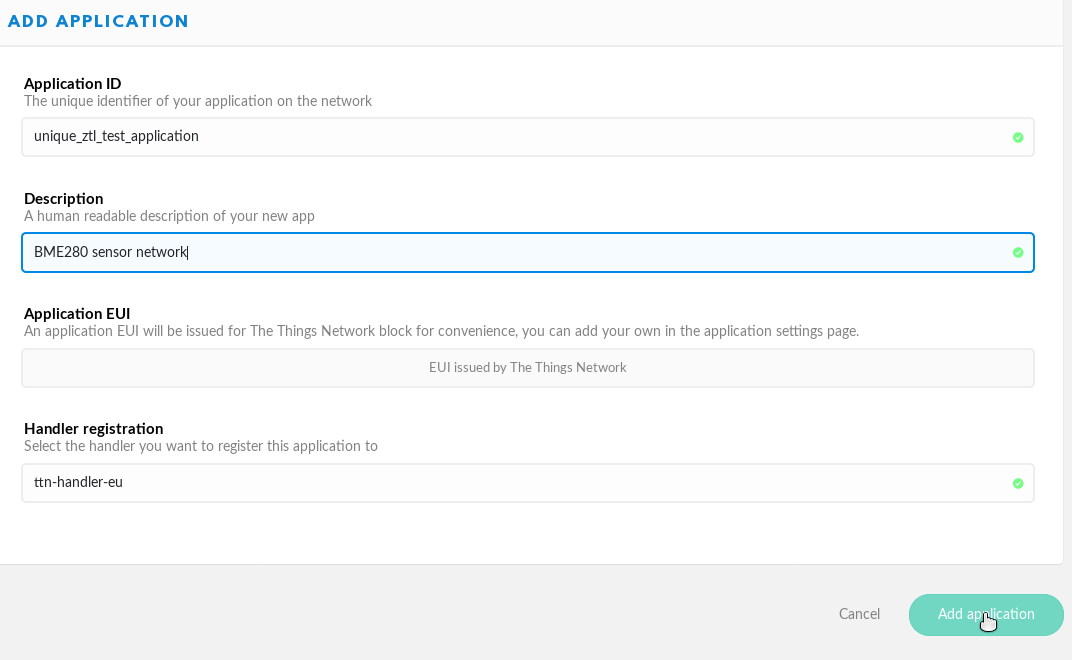 ADD APPLICATION
Application ID
The unique identifier of your application on the network
unique_ztl_test_application
Description
A human readable description of your new app
BME280 sensor network
Application EUI
An application EUI will be issued for The Things Network block for convenience, you can add your own in the application settings page.
EUI issued by The Things Network
Handler registration
Select the handler you want to register this application to
ttn-handler-eu
Cancel
Add application